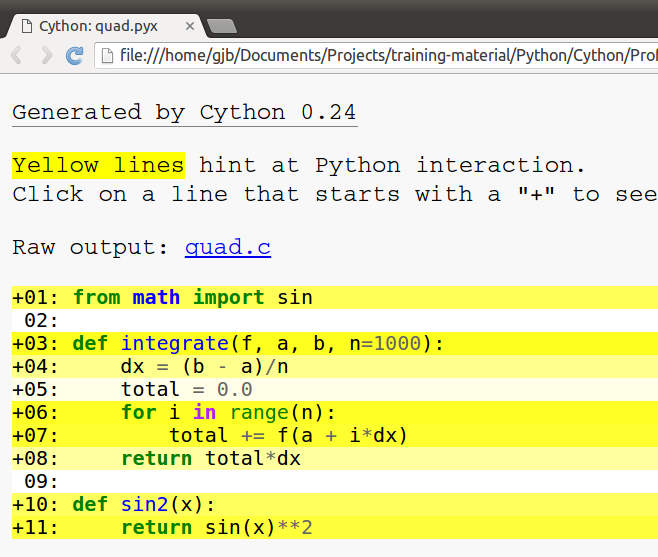 Cython: quad.pyx
file:///home/gjb/Documents/Projects/training-material/Python/Cython/Prof
Generated by Cython 0.24
Yellow lines hint at Python interaction.
Click on a line that starts with a "+" to see
Raw output: quad.c
+01: from math import sin
02:
+03: def integrate(f, a, b, n=1000):
+04:     dx = (b - a)/n
+05:     total = 0.0
+06:     for i in range(n):
+07:         total += f(a + i*dx)
+08:     return total*dx
09:
+10: def sin2(x):
+11:     return sin(x)**2